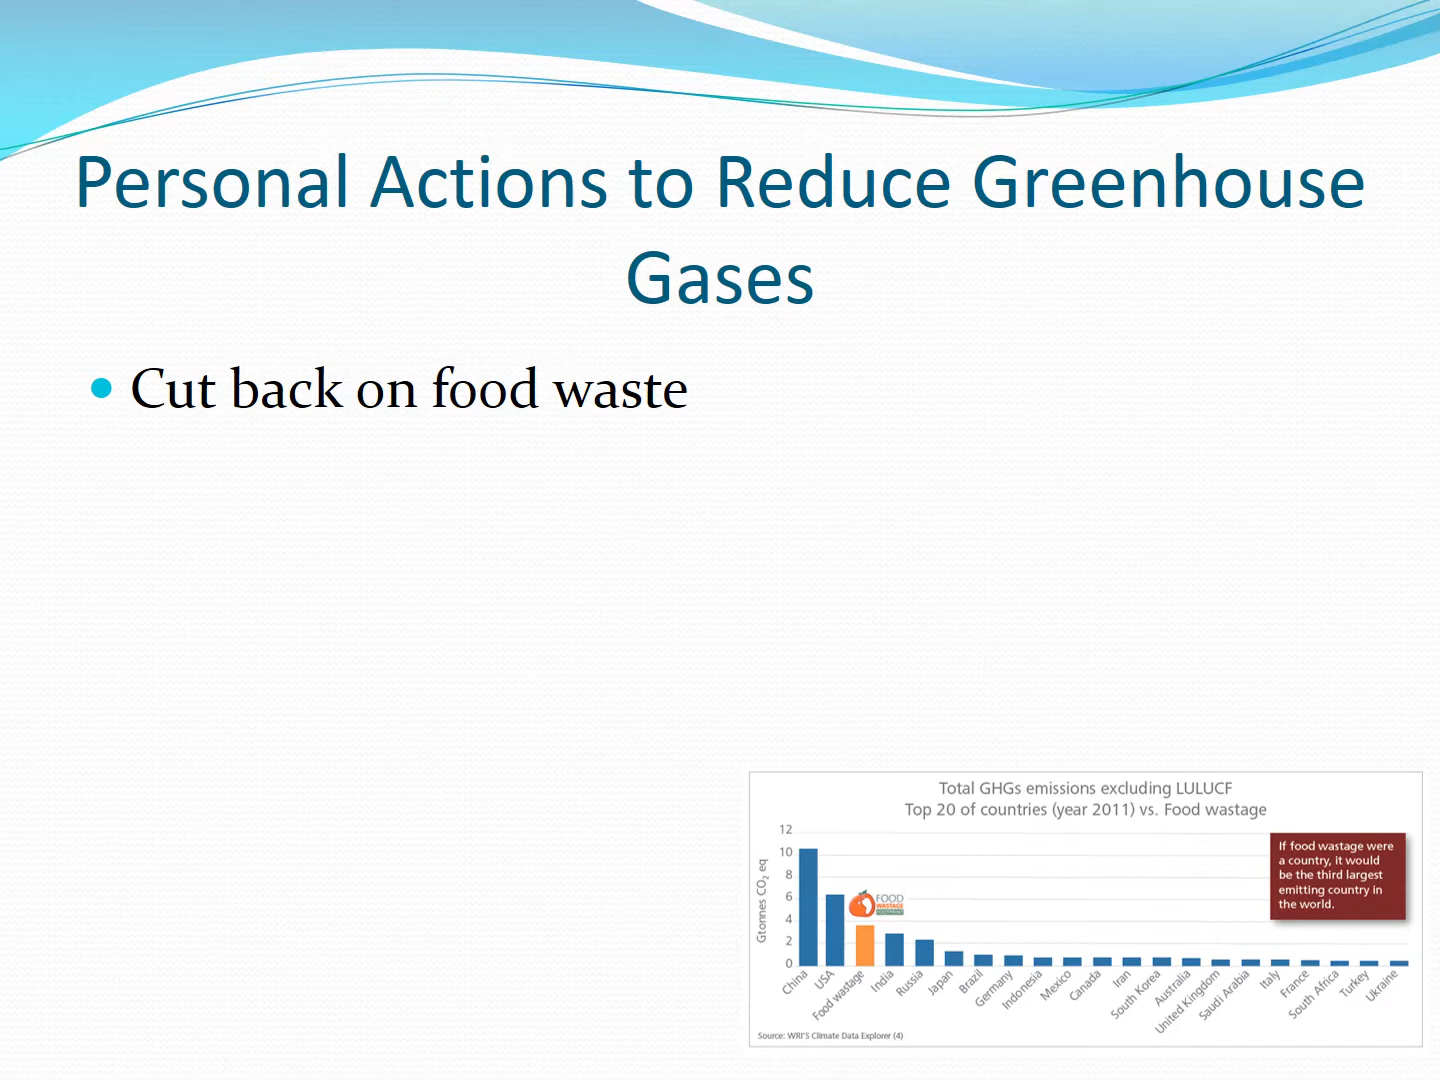 Personal Actions to Reduce Greenhouse
Gases
Cut back on food waste
Total GHGs emissions excluding LULUCF
Top 20 of countries (year 2011) vs. Food wastage
Gtonnes CO₂ eq
12
10
8
6
4
2
0
FOOD
WASTAGE
FOOTPRINT
If food wastage were
a country, it would
be the third largest
emitting country in
the world.
China
USA
Food wastage
India
Russia
Japan
Brazil
Germany
Indonesia
Mexico
Canada
Iran
South Korea
Australia
United Kingdom
Saudi Arabia
Italy
France
South Africa
Turkey
Ukraine
Source: WRI'S Climate Data Explorer (4)